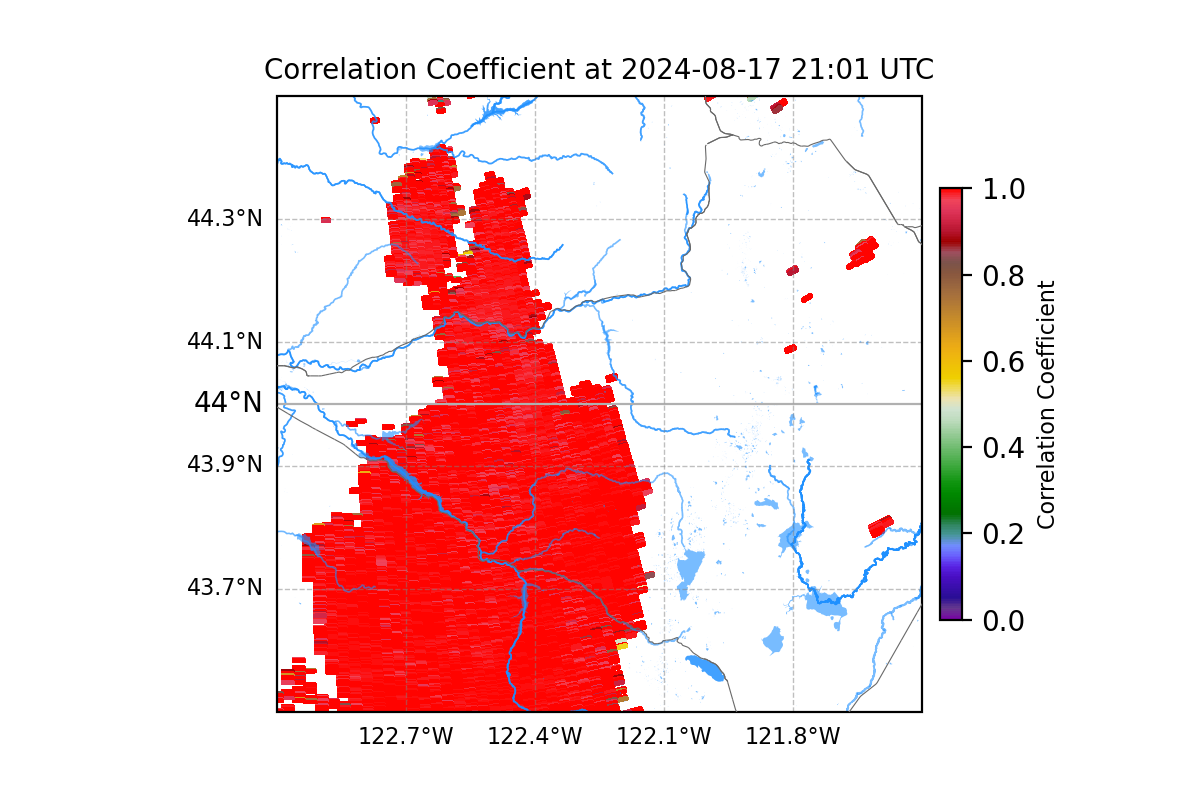 Correlation Coefficient at 2024-08-17 21:01 UTC
44.3°N
44.1°N
44°N
43.9°N
43.7°N
122.7°W 122.4°W 122.1°W 121.8°W
1.0
0.8
0.6
0.4
0.2
0.0
Correlation Coefficient